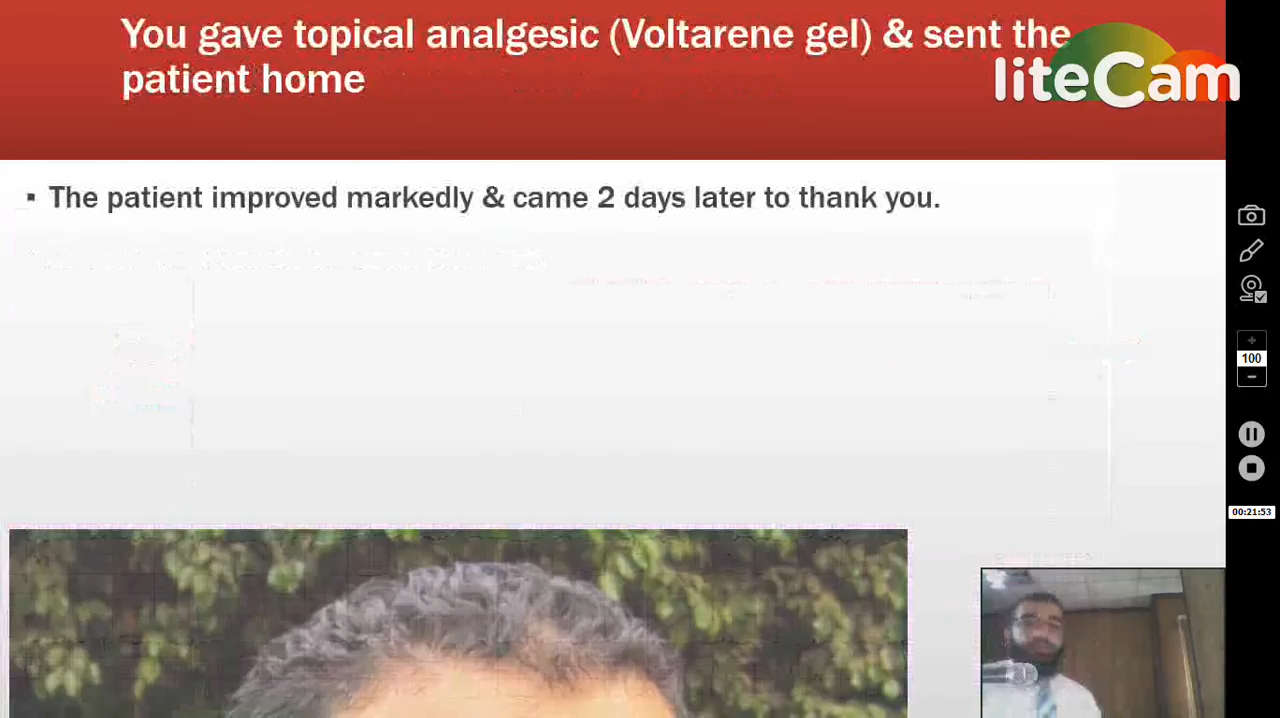 You gave topical analgesic (Voltarene gel) & sent the
patient home
liteCam
▪ The patient improved markedly & came 2 days later to thank you.
100
00:21:53